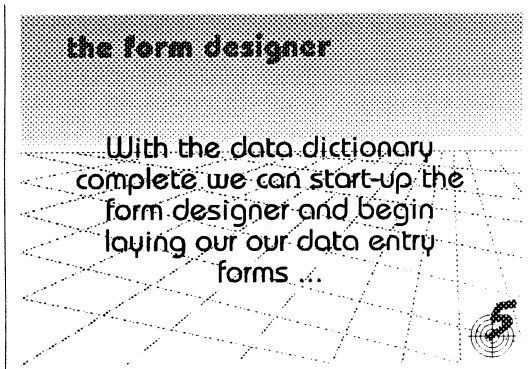 the form designer
With the data dictionary
complete we can start-up the
form designer and begin
laying our our data entry
forms ...
5